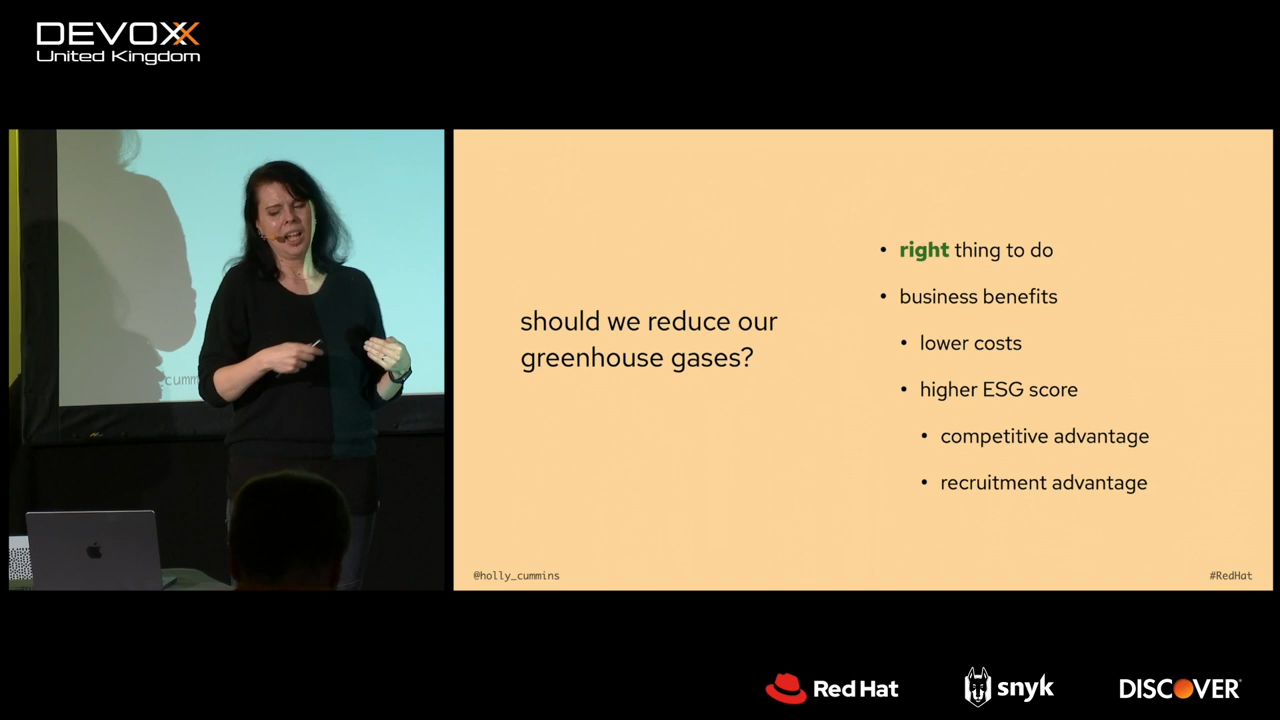 DEVOXX
United Kingdom
cumm
should we reduce our
greenhouse gases?
• right thing to do
• business benefits
• lower costs
• higher ESG score
• competitive advantage
• recruitment advantage
@holly_cummins
#RedHat
Red Hat
snyk
DISCOVER